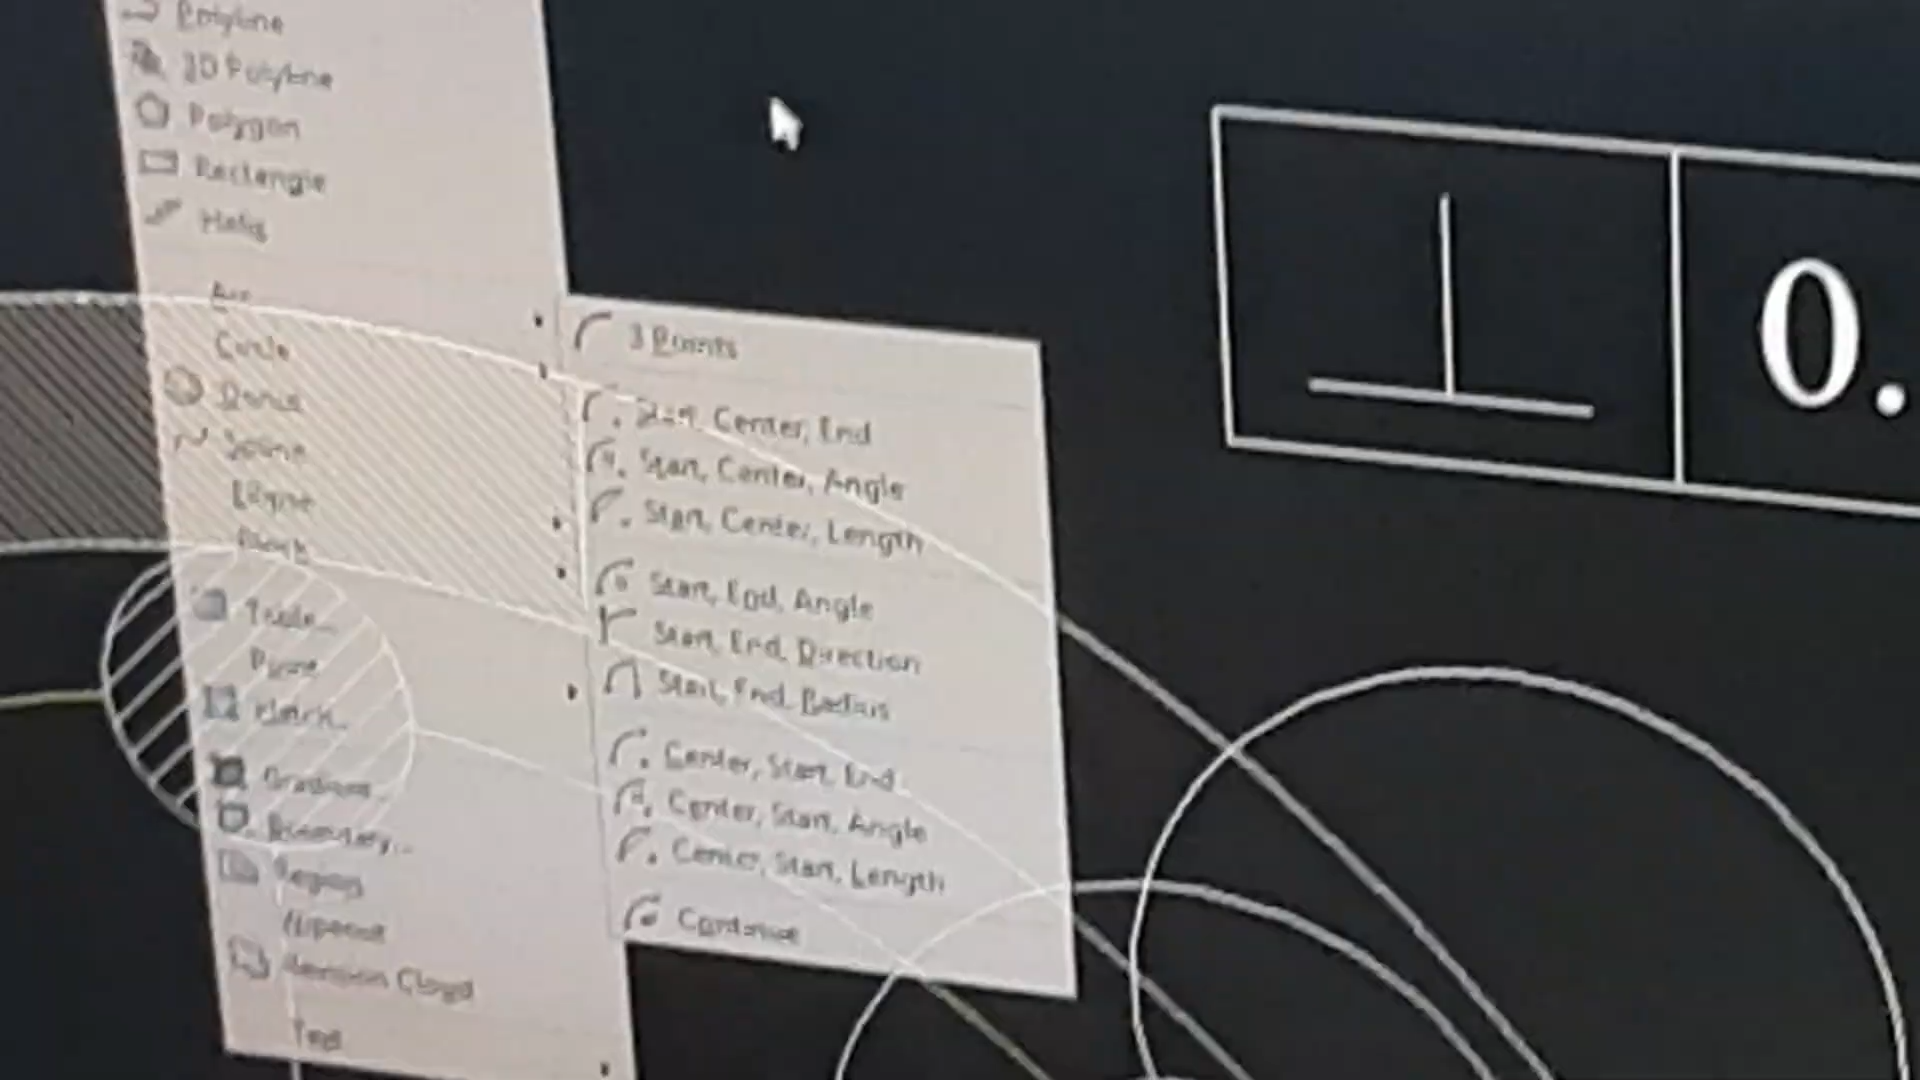 Polyline
3D Polyline
Polygon
Rectangle
Helix
Arc
Circle
Donut
Spline
Block
Table...
Hatch...
Gradient...
Boundary...
Region
Wipeout
Revision Cloud
Text
3 Points
Start, Center, End
Start, Center, Angle
Start, Center, Length
Start, End, Angle
Start, End, Direction
Start, End, Radius
Center, Start, End
Center, Start, Angle
Center, Start, Length
Continue
0.